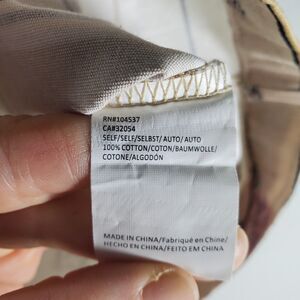 RN#104537
CA#32054
SELF/SELF/SELBST/AUTO/AUTO
100% COTTON/COTON/BAUMWOLLE/
COTONE/ALGODÓN
MADE IN CHINA/Fabriqué en Chine/
HECHO EN CHINA/FEITO EM CHINA